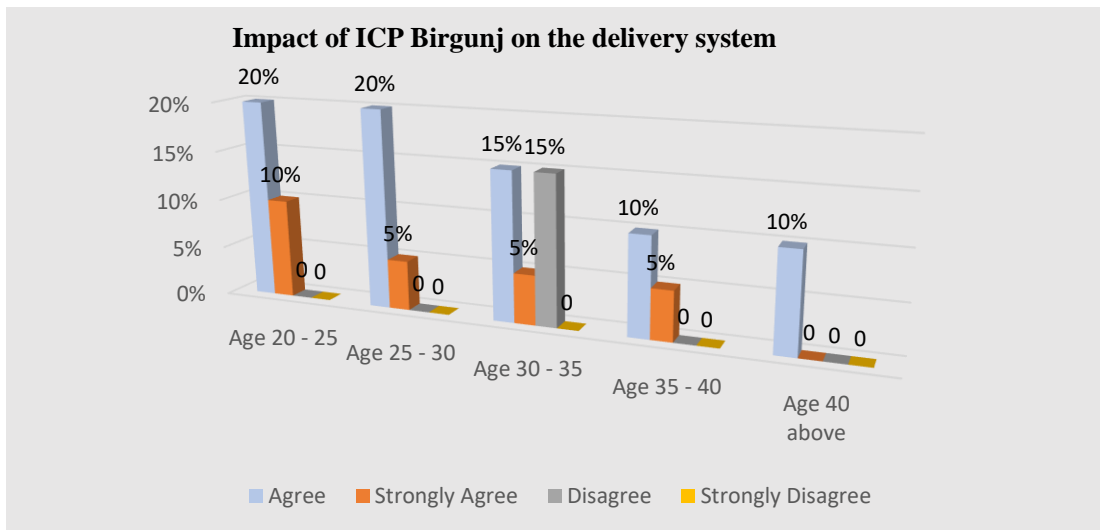 Impact of ICP Birgunj on the delivery system
20%
15%
10%
5%
0%
20%
10%
0
0
20%
5%
0
0
15%
5%
15%
0
10%
5%
0
0
10%
0
0
0
Age 20 - 25
Age 25 - 30
Age 30 - 35
Age 35 - 40
Age 40
above
Agree
Strongly Agree
Disagree
Strongly Disagree